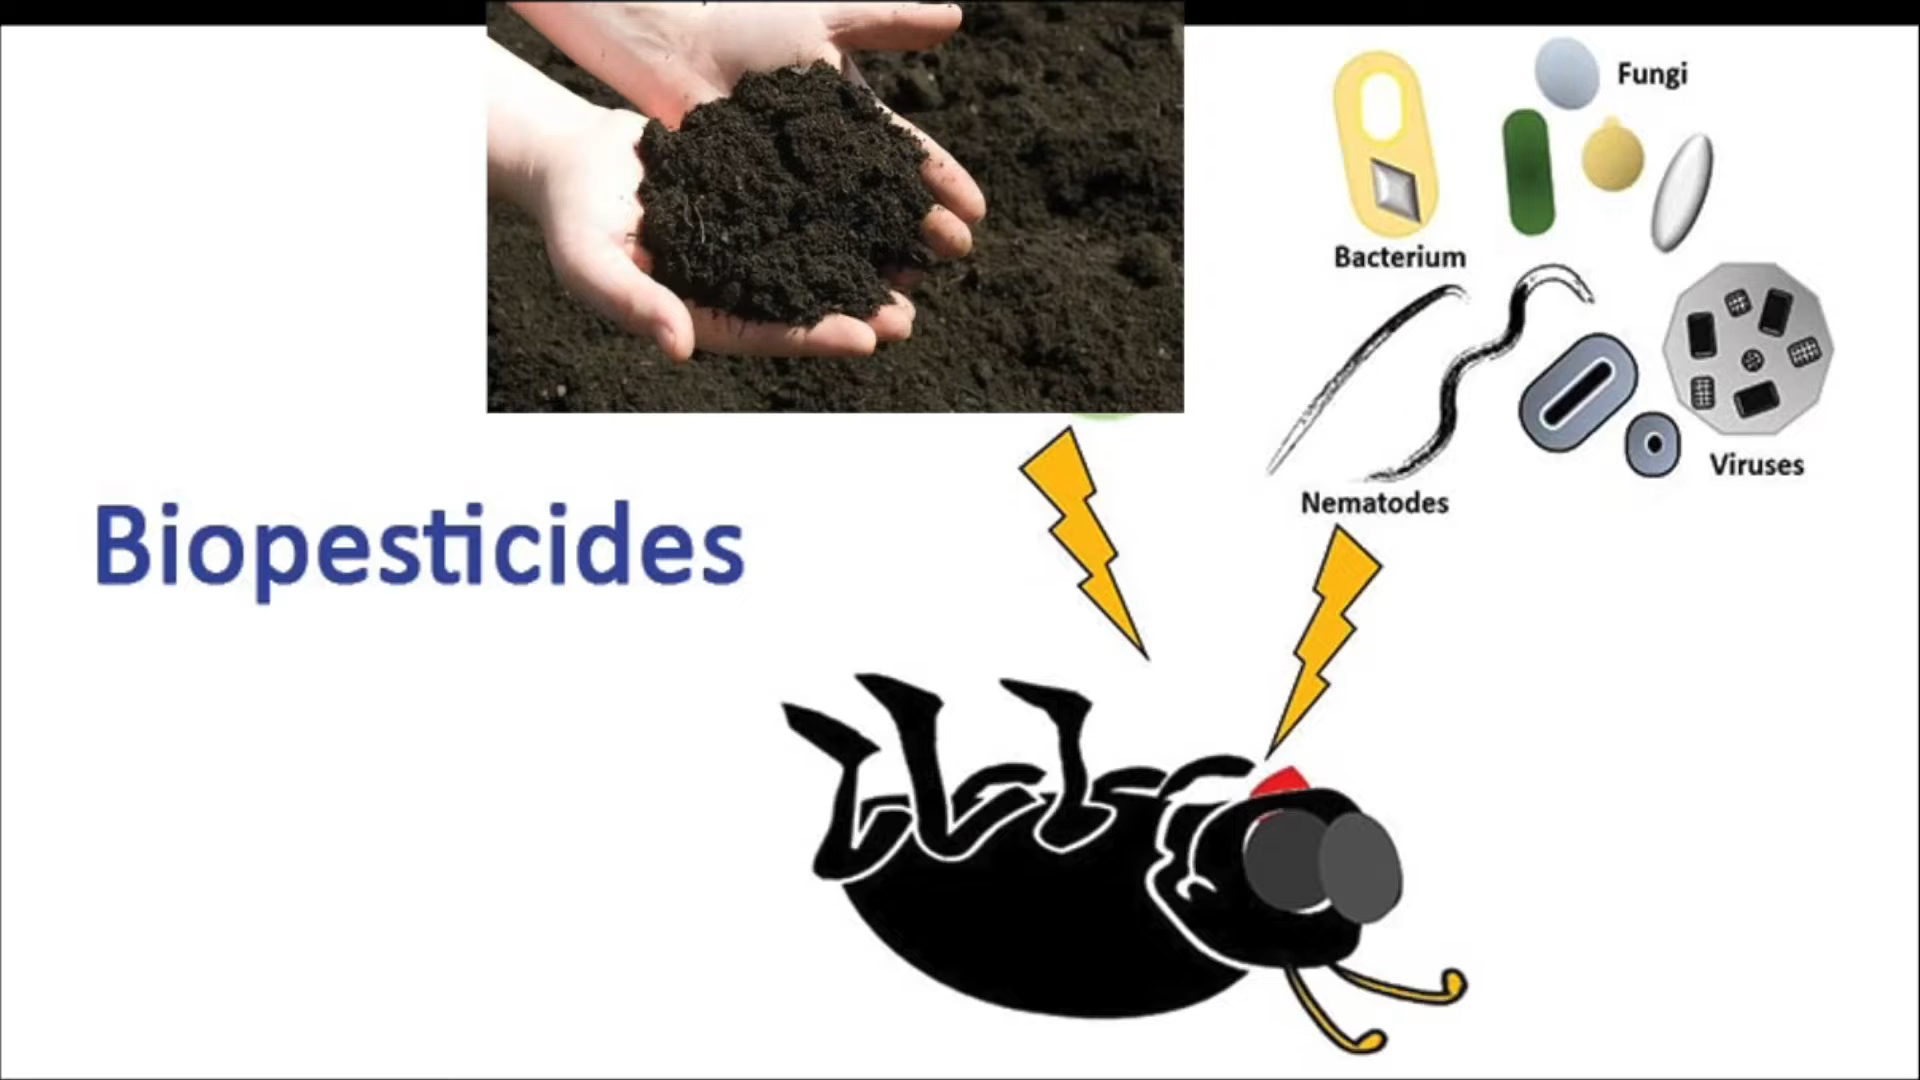 Fungi
Bacterium
Viruses
Nematodes
Biopesticides